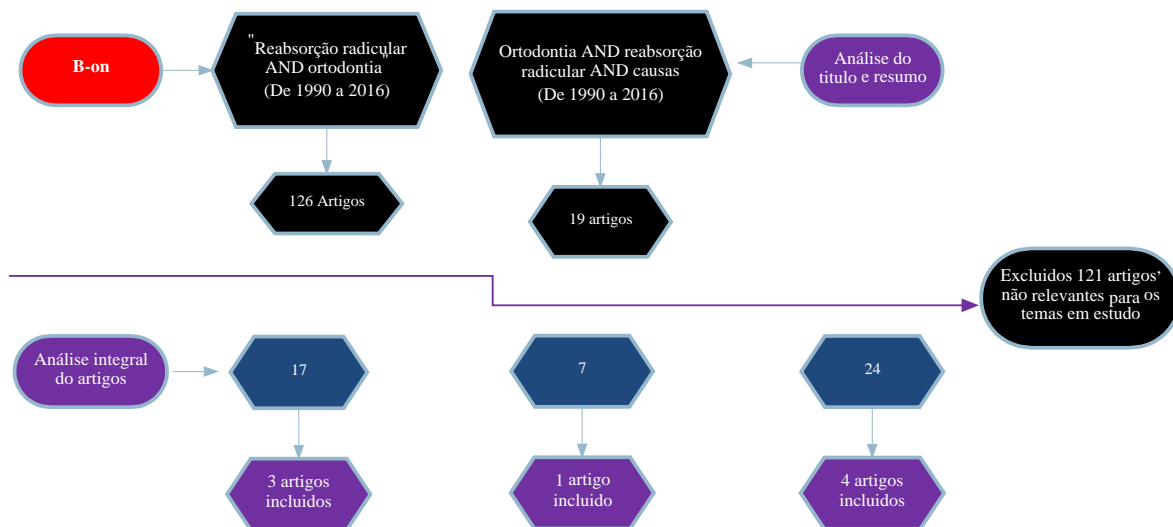 B-on
"Reabsorção radicular
AND ortodontia"
(De 1990 a 2016)
Ortodontia AND reabsorção
radicular AND causas
(De 1990 a 2016)
Análise do
titulo e resumo
126 Artigos
19 artigos
Excluidos 121 artigos’
não relevantes para os
temas em estudo
Análise integral
do artigos
17
7
24
3 artigos
incluidos
1 artigo
incluido
4 artigos
incluidos